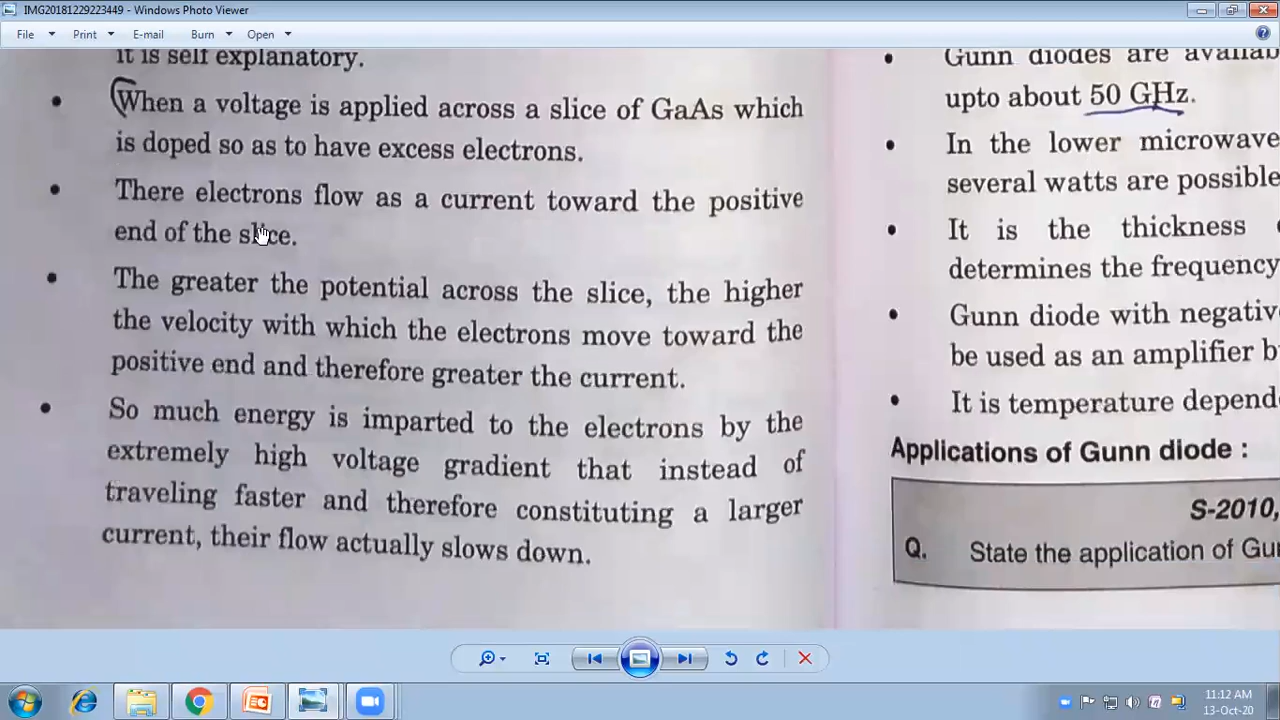 IMG20181229223449 - Windows Photo Viewer
File Print E-mail Burn Open
it is self explanatory.
When a voltage is applied across a slice of GaAs which
is doped so as to have excess electrons.
There electrons flow as a current toward the positive
end of the slice.
The greater the potential across the slice, the higher
the velocity with which the electrons move toward the
positive end and therefore greater the current.
So much energy is imparted to the electrons by the
extremely high voltage gradient that instead of
traveling faster and therefore constituting a larger
current, their flow actually slows down.
Gunn diodes are availab
upto about 50 GHz.
In the lower microwave
several watts are possible
It is the thickness
determines the frequency
Gunn diode with negativ
be used as an amplifier b
It is temperature depend
Applications of Gunn diode :
S-2010,
Q. State the application of Gu
11:12 AM
13-Oct-20